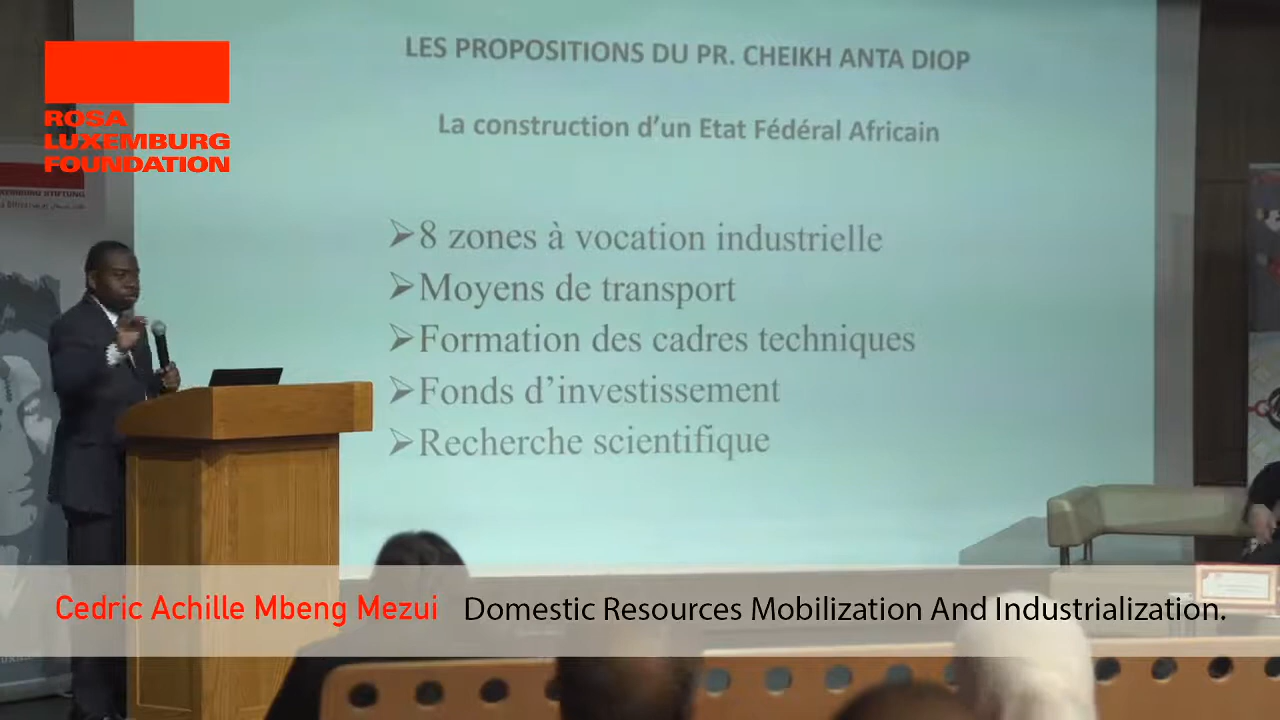 LES PROPOSITIONS DU PR. CHEIKH ANTA DIOP
La construction d’un Etat Fédéral Africain
➢8 zones à vocation industrielle
➢Moyens de transport
➢Formation des cadres techniques
➢Fonds d’investissement
➢Recherche scientifique
ROSA
LUXEMBURG
FOUNDATION
Cedric Achille Mbeng Mezui Domestic Resources Mobilization And Industrialization.